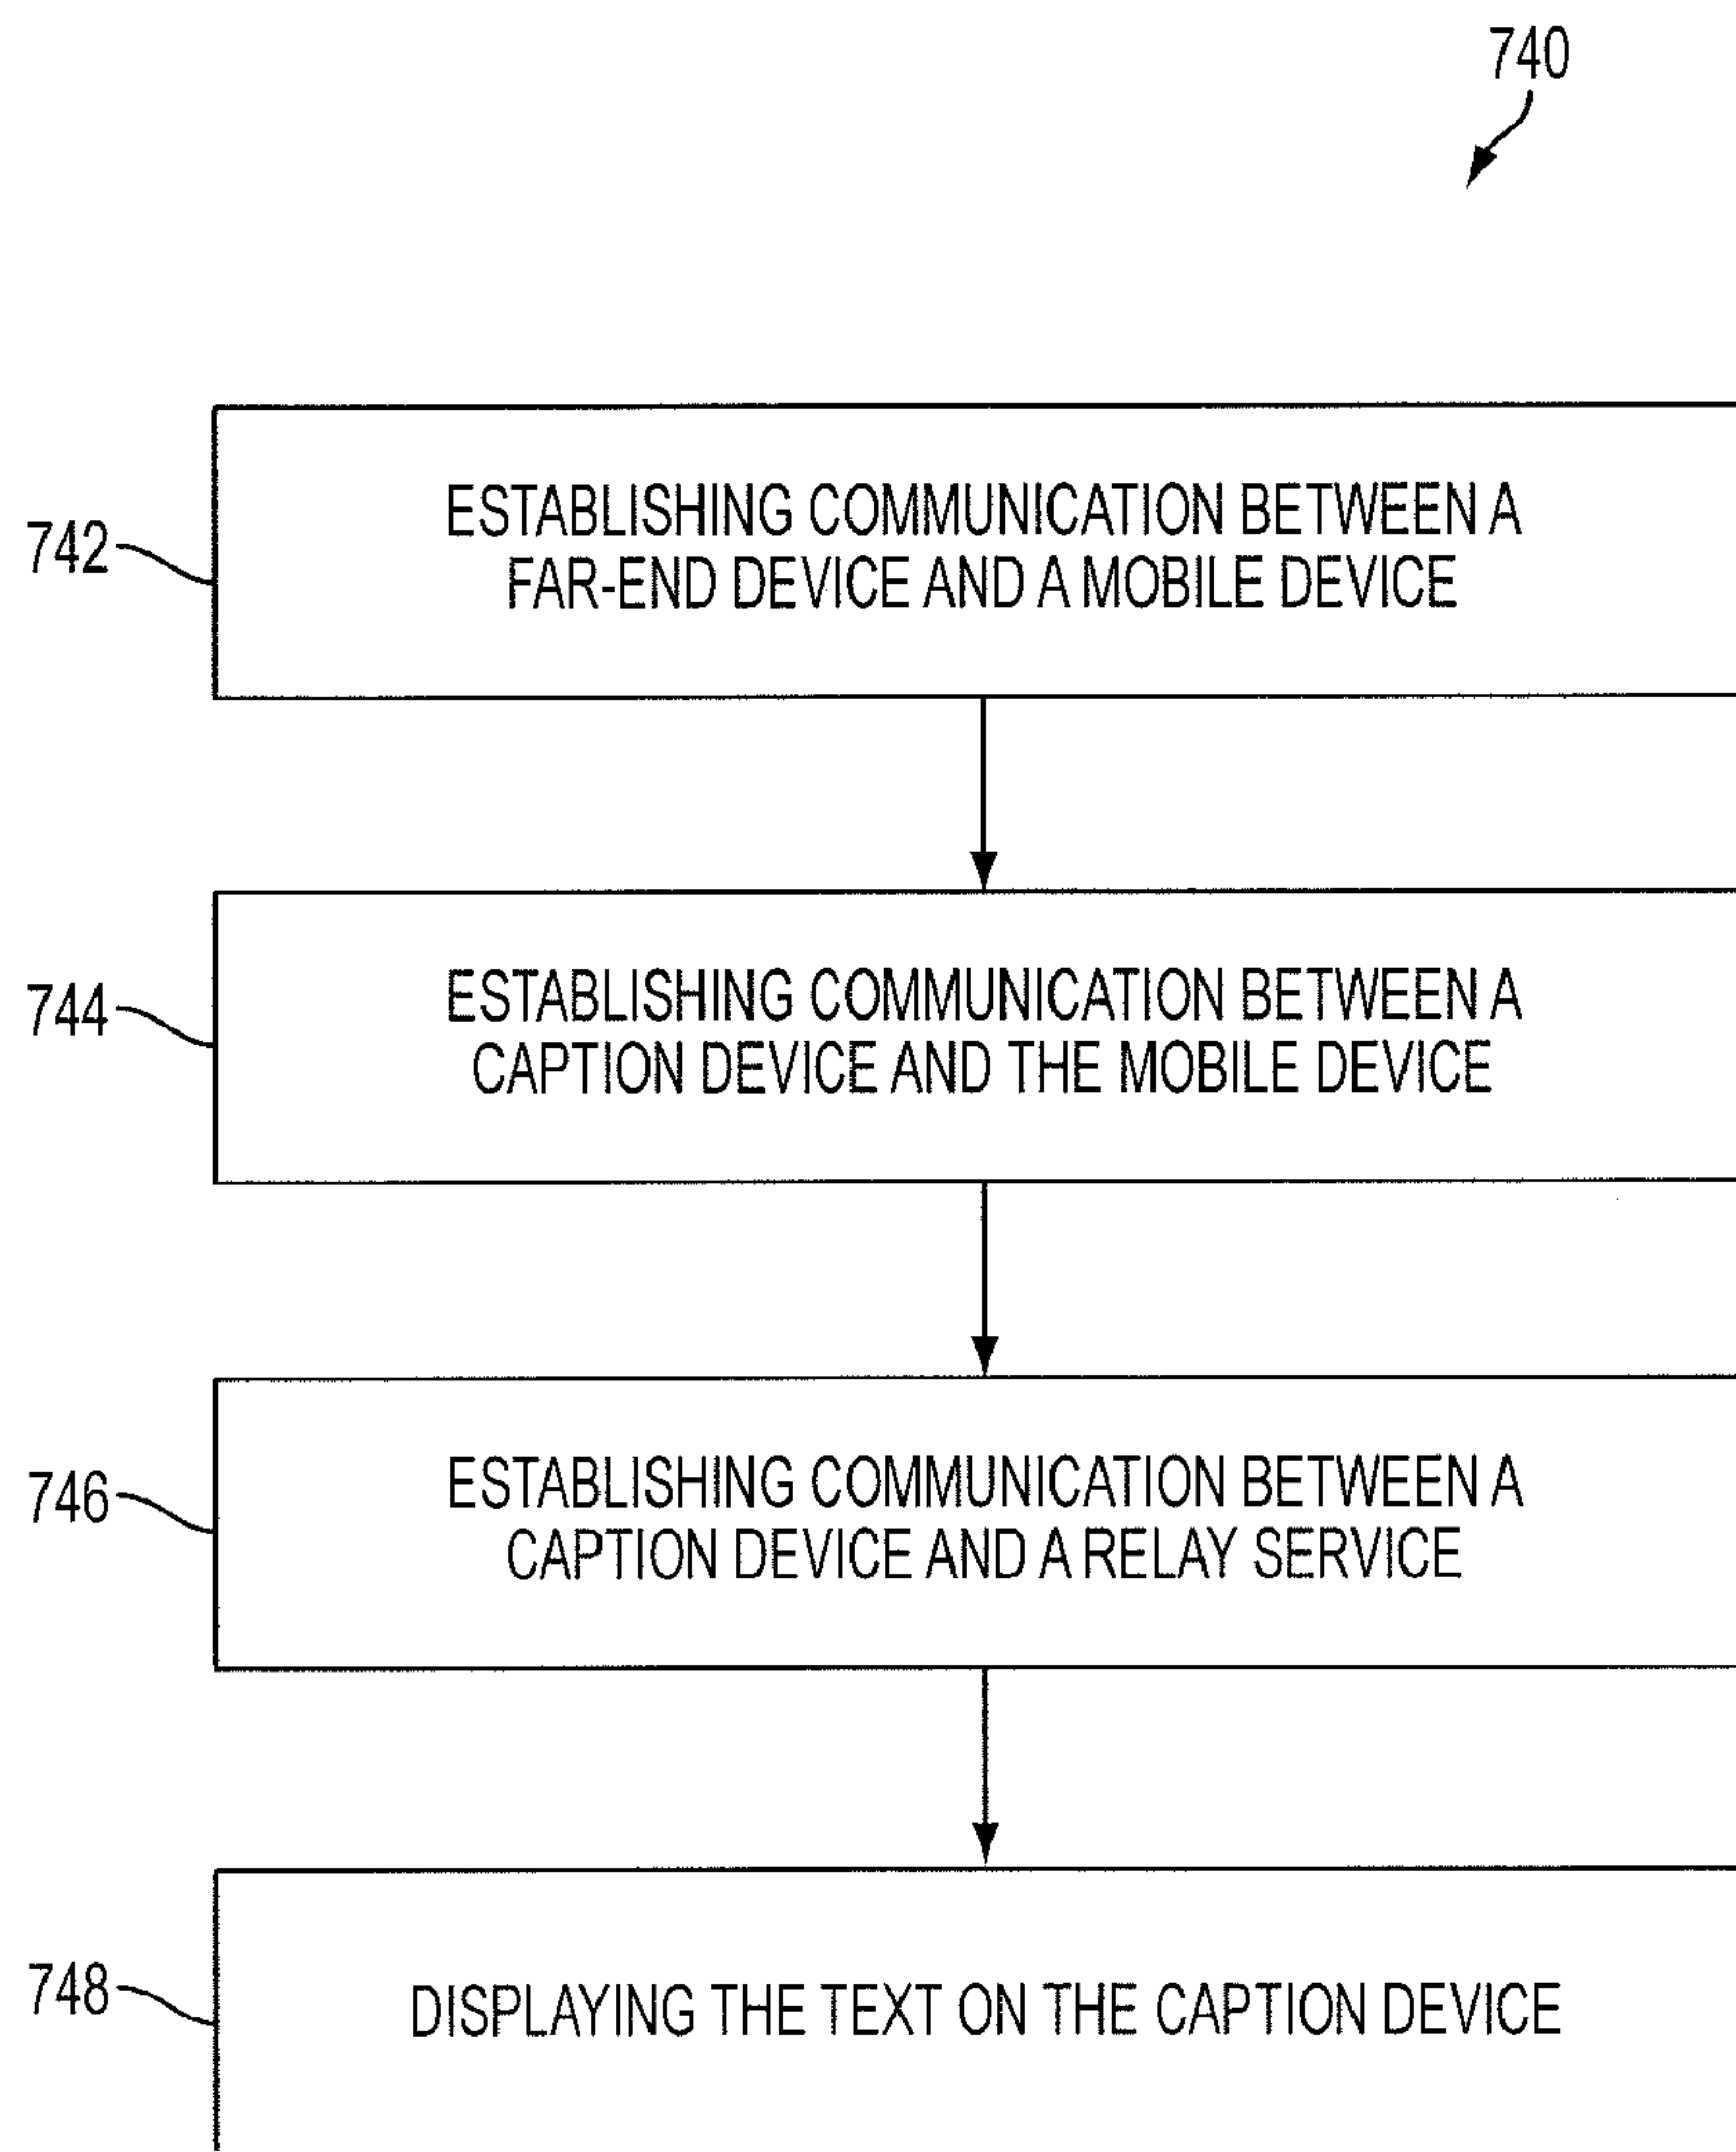 740
742
ESTABLISHING COMMUNICATION BETWEEN A
FAR-END DEVICE AND A MOBILE DEVICE
744
ESTABLISHING COMMUNICATION BETWEEN A
CAPTION DEVICE AND THE MOBILE DEVICE
746
ESTABLISHING COMMUNICATION BETWEEN A
CAPTION DEVICE AND A RELAY SERVICE
748
DISPLAYING THE TEXT ON THE CAPTION DEVICE